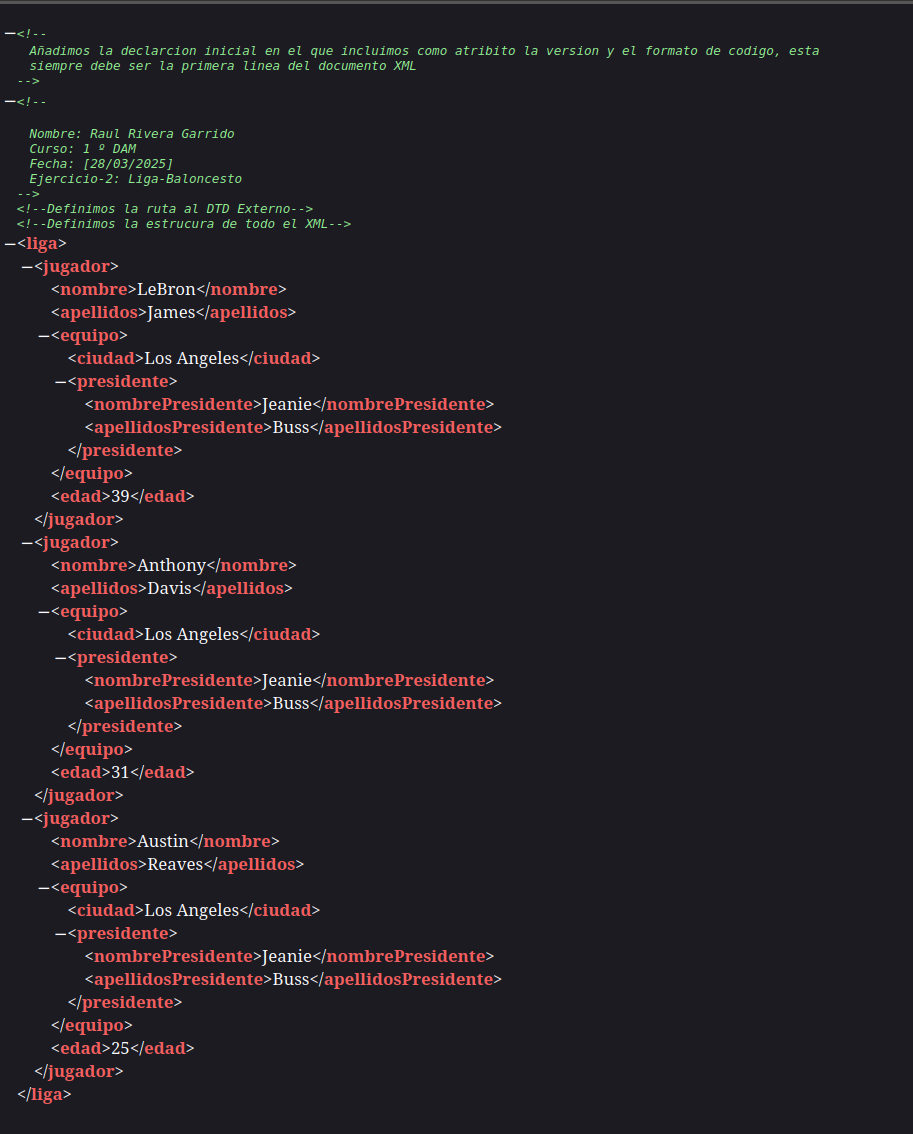 −<!--
Añadimos la declarcion inicial en el que incluimos como atribito la version y el formato de codigo, esta
siempre debe ser la primera linea del documento XML
-->
−<!--
Nombre: Raul Rivera Garrido
Curso: 1 º DAM
Fecha: [28/03/2025]
Ejercicio-2: Liga-Baloncesto
-->
<!--Definimos la ruta al DTD Externo-->
<!--Definimos la estrucura de todo el XML-->
−<liga>
−<jugador>
<nombre>LeBron</nombre>
<apellidos>James</apellidos>
−<equipo>
<ciudad>Los Angeles</ciudad>
−<presidente>
<nombrePresidente>Jeanie</nombrePresidente>
<apellidosPresidente>Buss</apellidosPresidente>
</presidente>
</equipo>
<edad>39</edad>
</jugador>
−<jugador>
<nombre>Anthony</nombre>
<apellidos>Davis</apellidos>
−<equipo>
<ciudad>Los Angeles</ciudad>
−<presidente>
<nombrePresidente>Jeanie</nombrePresidente>
<apellidosPresidente>Buss</apellidosPresidente>
</presidente>
</equipo>
<edad>31</edad>
</jugador>
−<jugador>
<nombre>Austin</nombre>
<apellidos>Reaves</apellidos>
−<equipo>
<ciudad>Los Angeles</ciudad>
−<presidente>
<nombrePresidente>Jeanie</nombrePresidente>
<apellidosPresidente>Buss</apellidosPresidente>
</presidente>
</equipo>
<edad>25</edad>
</jugador>
</liga>